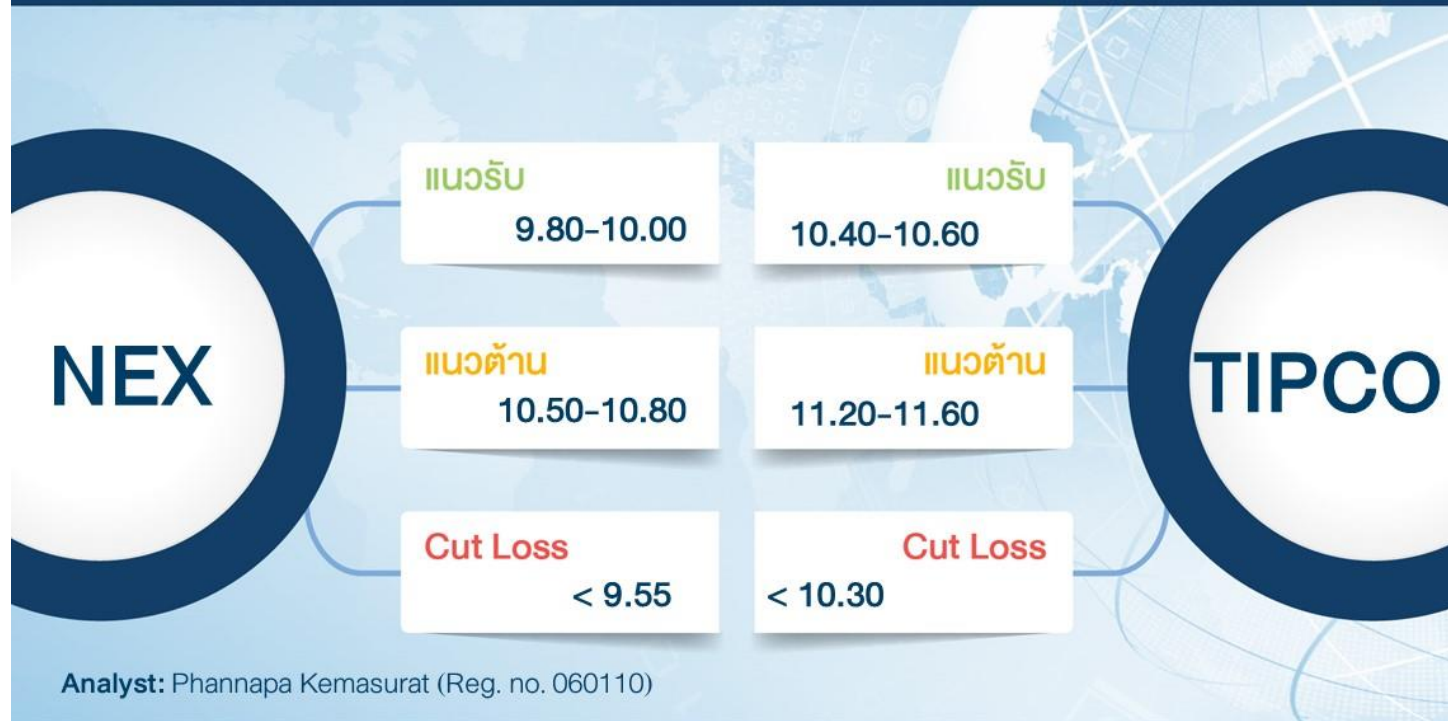 NEX
แนวรับ
9.80-10.00
แนวต้าน
10.50-10.80
Cut Loss
< 9.55
แนวรับ
10.40-10.60
แนวต้าน
11.20-11.60
Cut Loss
< 10.30
TIPCO
Analyst: Phannapa Kemasurat (Reg. no. 060110)